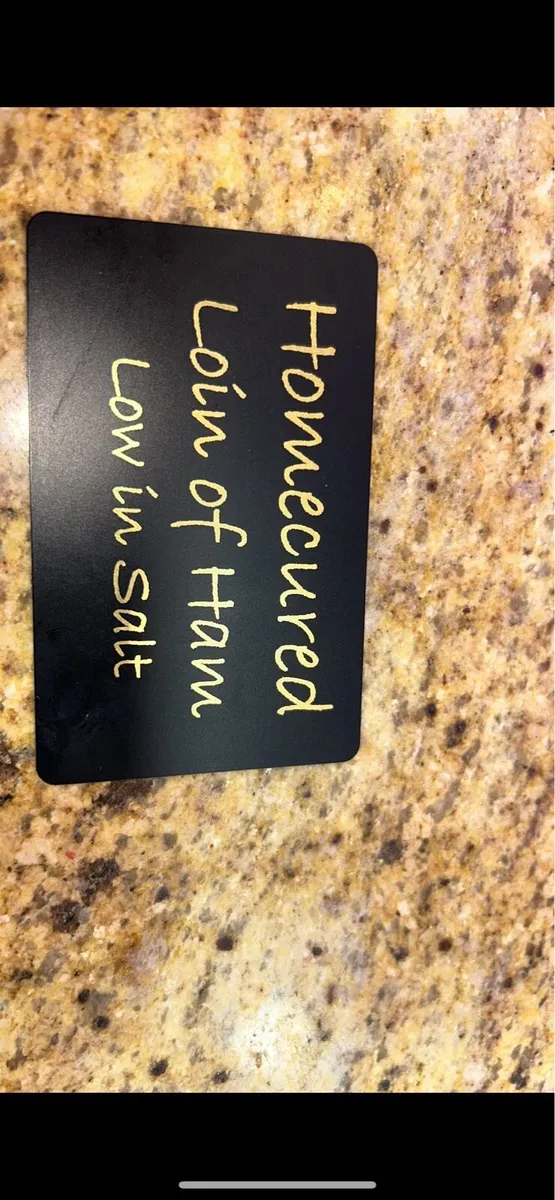 Homecured
Loin of Ham
Low in Salt